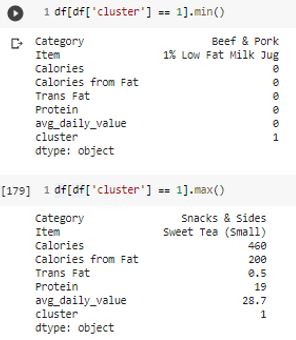 1 df[df['cluster'] == 1].min()
Category Beef & Pork
Item 1% Low Fat Milk Jug
Calories 0
Calories from Fat 0
Trans Fat 0
Protein 0
avg_daily_value 0
cluster 1
dtype: object
[179] 1 df[df['cluster'] == 1].max()
Category Snacks & Sides
Item Sweet Tea (Small)
Calories 460
Calories from Fat 200
Trans Fat 0.5
Protein 19
avg_daily_value 28.7
cluster 1
dtype: object